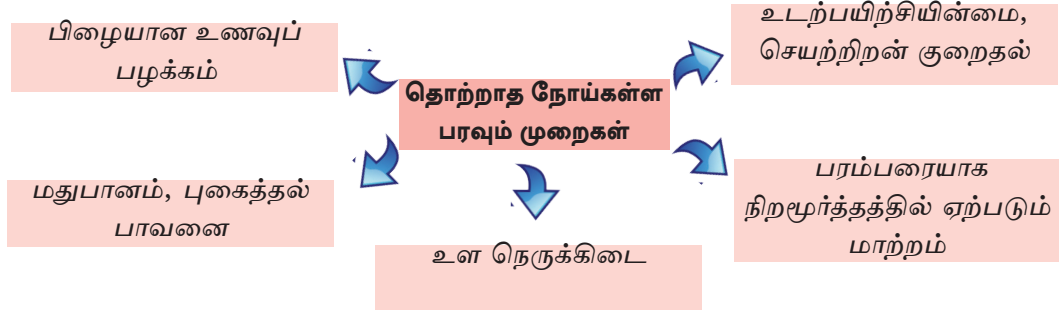 பிழையான உணவுப்
பழக்கம்
உடற்பயிற்சியின்மை,
செயற்றிறன் குறைதல்
தொற்றாத நோய்கள்ள
பரவும் முறைகள்
மதுபானம், புகைத்தல்
பாவனை
உள நெருக்கிடை
பரம்பரையாக
நிறமூர்த்தத்தில் ஏற்படும்
மாற்றம்